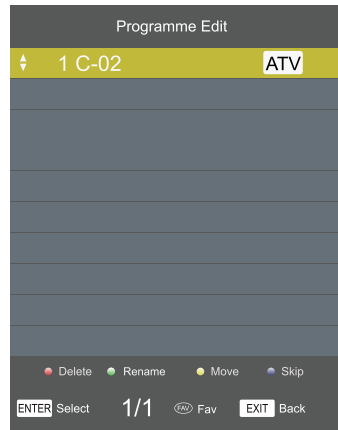 Programme Edit
1 C-02 ATV
Delete Rename Move Skip
ENTER Select 1/1 FAV Fav EXIT Back